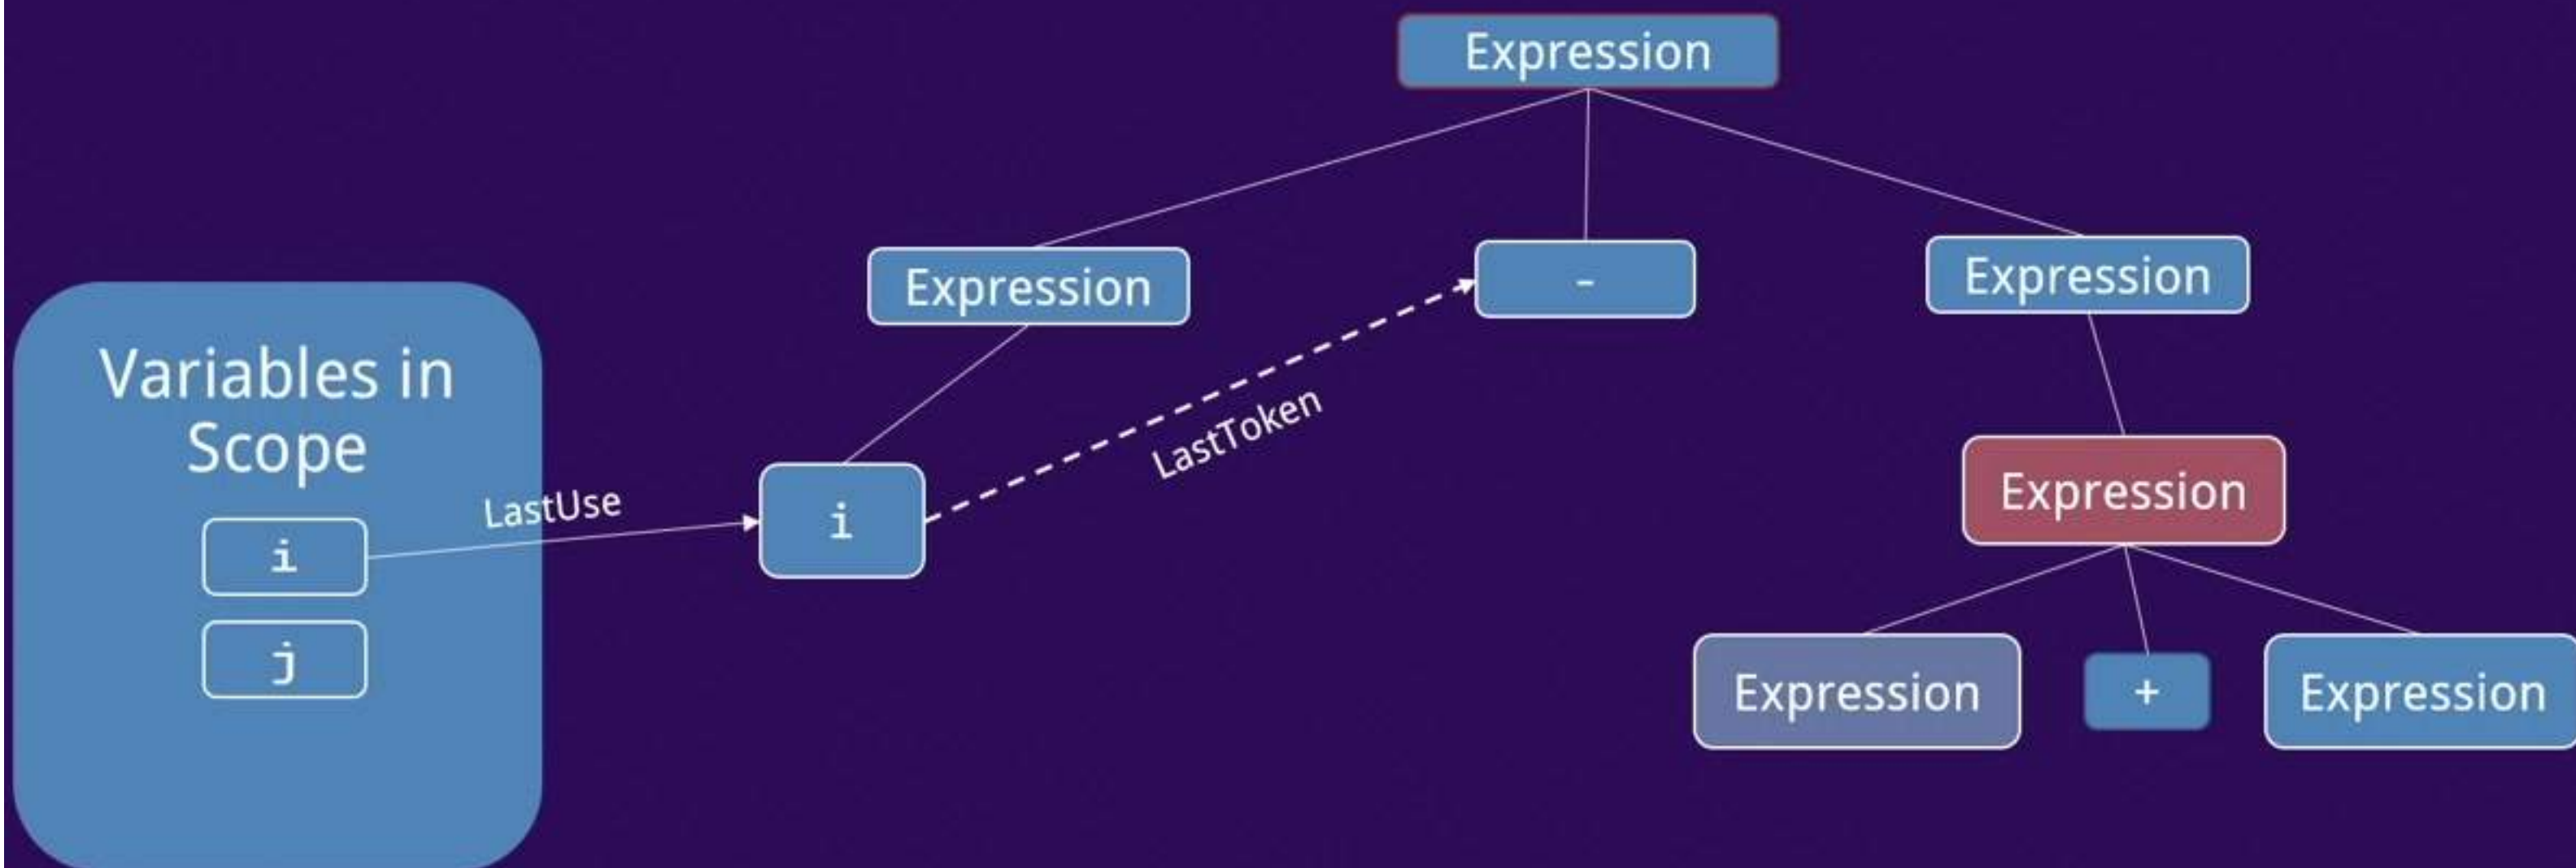 Expression
Expression
-
Expression
Variables in
Scope
LastUse
LastToken
i
i
j
Expression
Expression
+
Expression